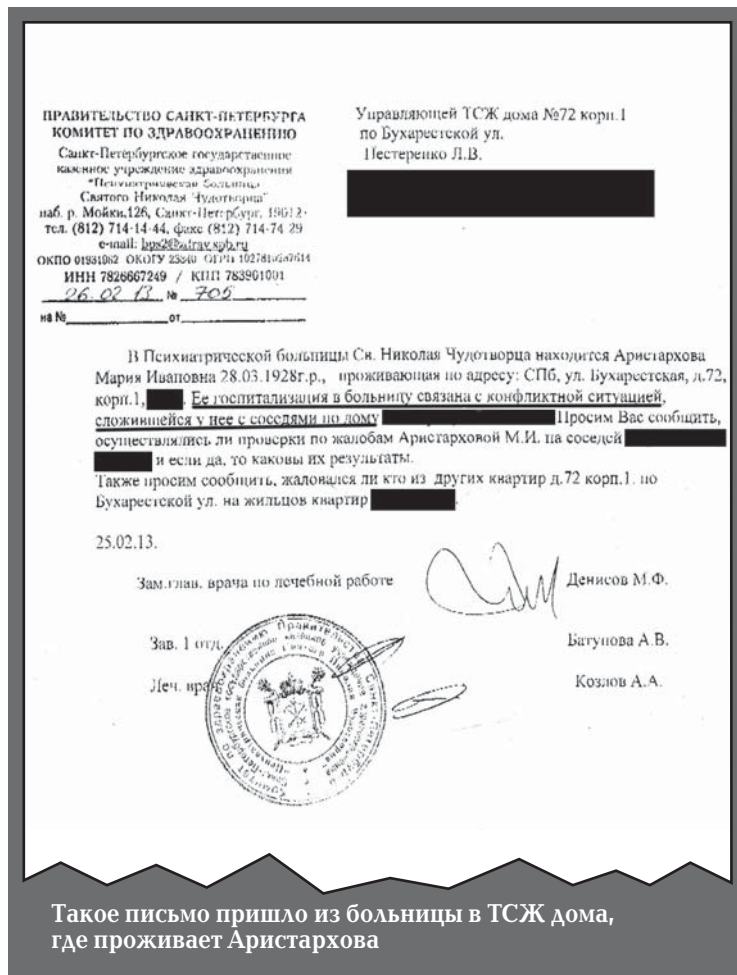 ПРАВИТЕЛЬСТВО САНКТ-ПЕТЕРБУРГА
КОМИТЕТ ПО ЗДРАВООХРАНЕНИЮ
Санкт-Петербургское государственное
казенное учреждение здравоохранения
"Психиатрическая больница
Святого Николая Чудотворца"
наб. р. Мойки,126, Санкт-Петербург,
тел. (812) 714-14-44, факс (812) 714-74 29
e-mail:
ОКПО ОКОГУ ОГРН
ИНН 7826667249 / КПП 783901001
26.02 13 № 705
на № от
Управляющей ТСЖ дома №72 корп.1
по Бухарестской ул.
Нестеренко Л.В.
В Психиатрической больницы Св. Николая Чудотворца находится Аристархова
Мария Ивановна 28.03.1928г.р., проживающая по адресу: СПб, ул. Бухарестская, д.72,
корп.1, Ее госпитализация в больницу связана с конфликтной ситуацией,
сложившейся у нее с соседями по дому Просим Вас сообщить,
осуществлялись ли проверки по жалобам Аристарховой М.И. на соседей
и если да, то каковы их результаты.
Также просим сообщить, жаловался ли кто из других квартир д.72 корп.1. по
Бухарестской ул. на жильцов квартир
25.02.13.
Зам.глав. врача по лечебной работе Денисов М.Ф.
Зав. 1 отд. Батунова А.В.
Леч. врач Козлов А.А.
Такое письмо пришло из больницы в ТСЖ дома,
где проживает Аристархова